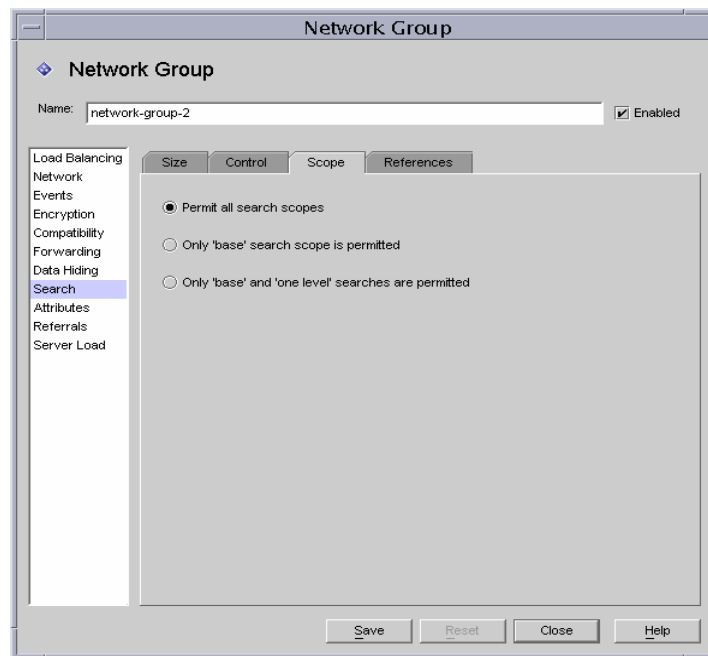 Network Group
Network Group
Name: network-group-2 Enabled
Load Balancing
Network
Events
Encryption
Compatibility
Forwarding
Data Hiding
Search
Attributes
Referrals
Server Load
Size Control Scope References
Permit all search scopes
Only 'base' search scope is permitted
Only 'base' and 'one level' searches are permitted
Save Reset Close Help